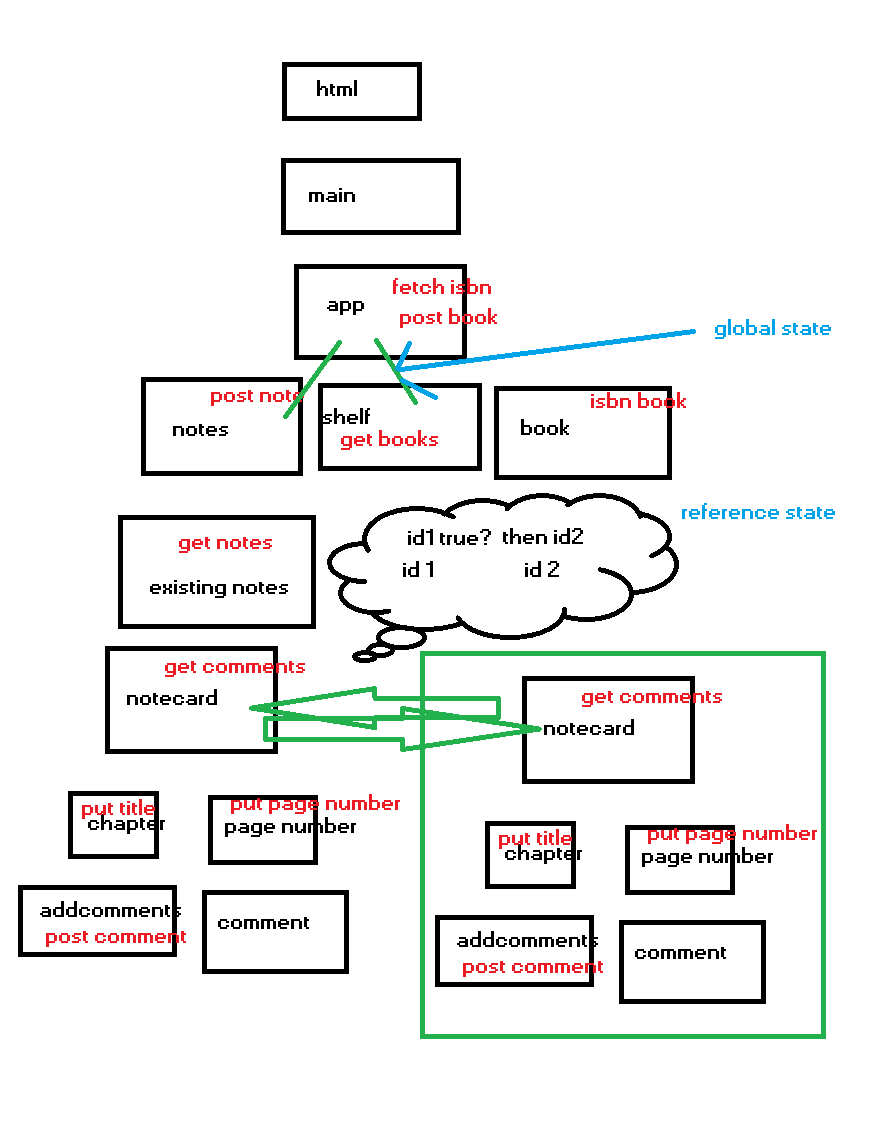 html
main
fetch isbn
app
post book
global state
post note
isbn book
shelf
notes
book
get books
reference state
id1 true? then id2
get notes
id 1
id 2
existing notes
get comments
notecard
get comments
notecard
put title
chapter
put page number
page number
put title
chapter
put page number
page number
addcomments
post comment
comment
addcomments
post comment
comment